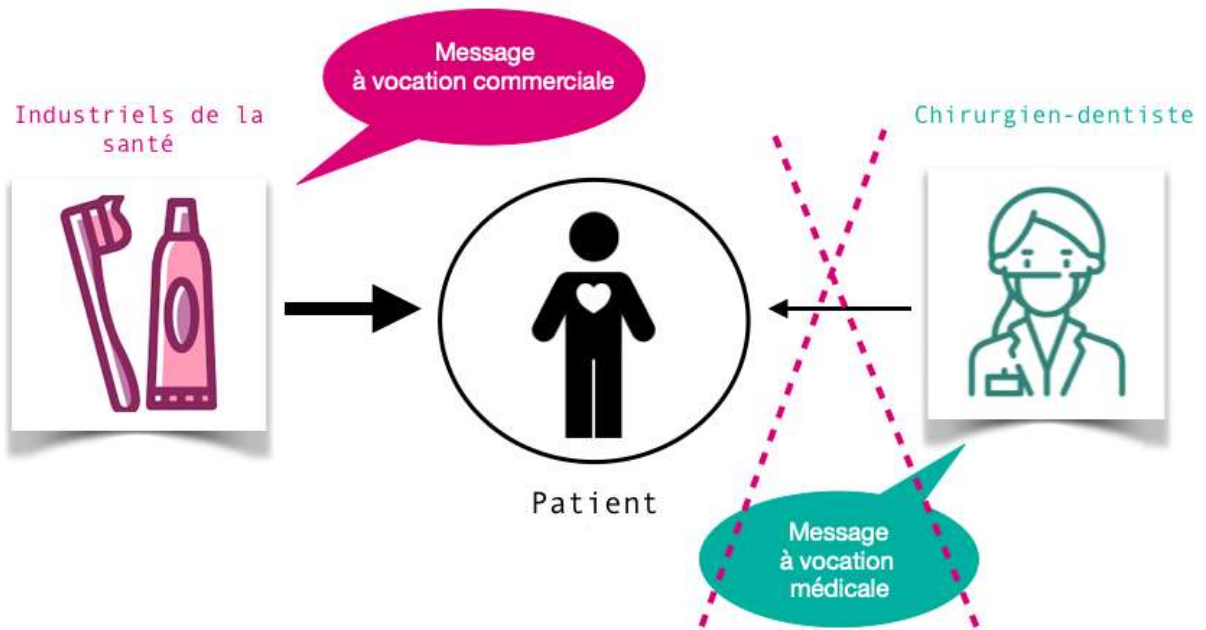 Message
à vocation commerciale
Industriels de la
santé
Chirurgien-dentiste
Patient
Message
à vocation
médicale